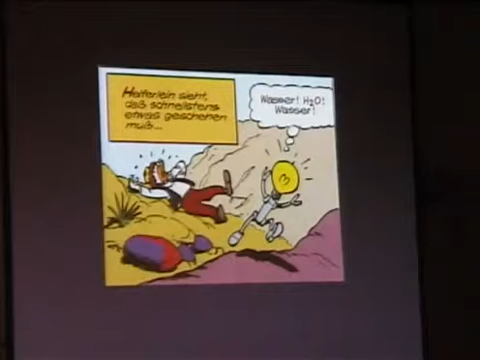 Helferlein sieht,
daß schnellstens
etwas geschehen
muß...
Wasser! H₂O!
Wasser!